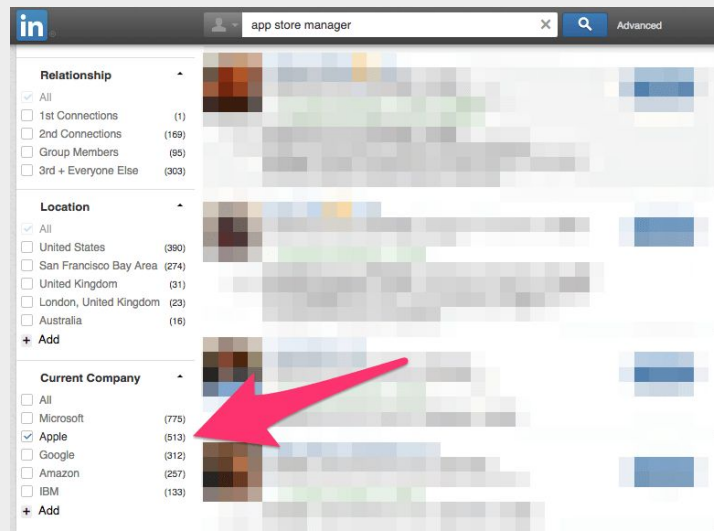 in
app store manager
Advanced
Relationship
All
1st Connections (1)
2nd Connections (169)
Group Members (95)
3rd + Everyone Else (303)
Location
All
United States (390)
San Francisco Bay Area (274)
United Kingdom (31)
London, United Kingdom (23)
Australia (16)
+ Add
Current Company
All
Microsoft (775)
Apple (513)
Google (312)
Amazon (257)
IBM (133)
+ Add